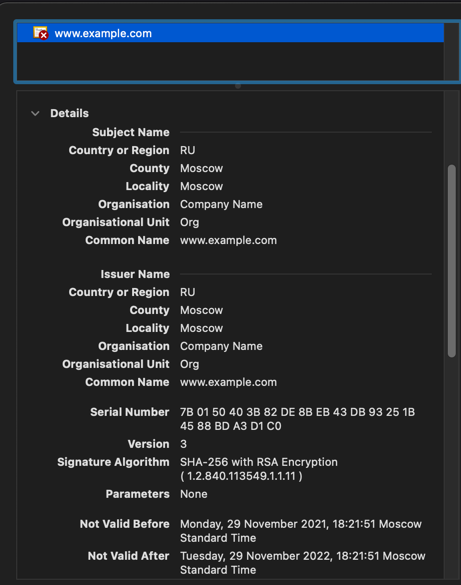 www.example.com
Details
Subject Name
Country or Region RU
County Moscow
Locality Moscow
Organisation Company Name
Organisational Unit Org
Common Name www.example.com
Issuer Name
Country or Region RU
County Moscow
Locality Moscow
Organisation Company Name
Organisational Unit Org
Common Name www.example.com
Serial Number 7B 01 50 40 3B 82 DE 8B EB 43 DB 93 25 1B
45 88 BD A3 D1 C0
Version 3
Signature Algorithm SHA-256 with RSA Encryption
( 1.2.840.113549.1.1.11 )
Parameters None
Not Valid Before Monday, 29 November 2021, 18:21:51 Moscow
Standard Time
Not Valid After Tuesday, 29 November 2022, 18:21:51 Moscow
Standard Time